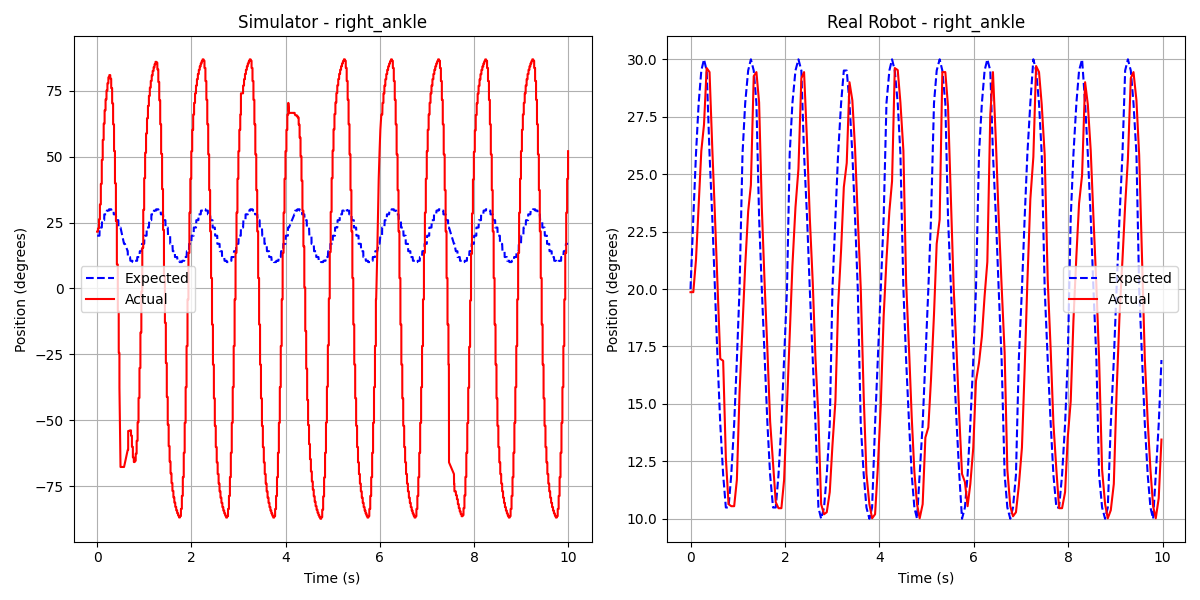 Simulator - right_ankle
Position (degrees)
75
50
25
0
−25
−50
−75
Expected
Actual
0 2 4 6 8 10
Time (s)
Real Robot - right_ankle
Position (degrees)
30.0
27.5
25.0
22.5
20.0
17.5
15.0
12.5
10.0
Expected
Actual
0 2 4 6 8 10
Time (s)